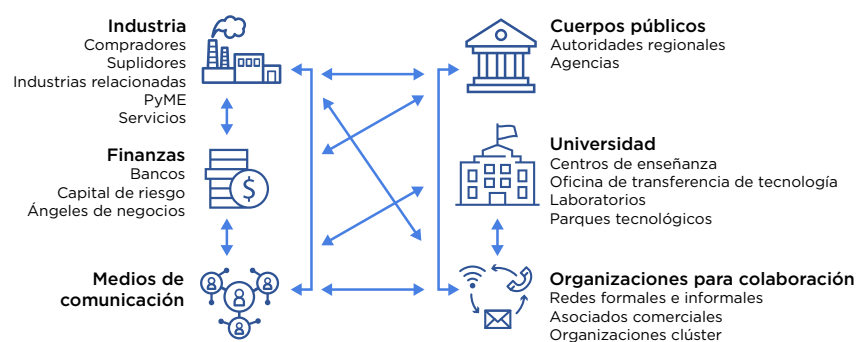 Industria
Compradores
Suplidores
Industrias relacionadas
PyME
Servicios
Finanzas
Bancos
Capital de riesgo
Ángeles de negocios
Medios de
comunicación
$
Cuerpos públicos
Autoridades regionales
Agencias
Universidad
Centros de enseñanza
Oficina de transferencia de tecnología
Laboratorios
Parques tecnológicos
Organizaciones para colaboración
Redes formales e informales
Asociados comerciales
Organizaciones clúster